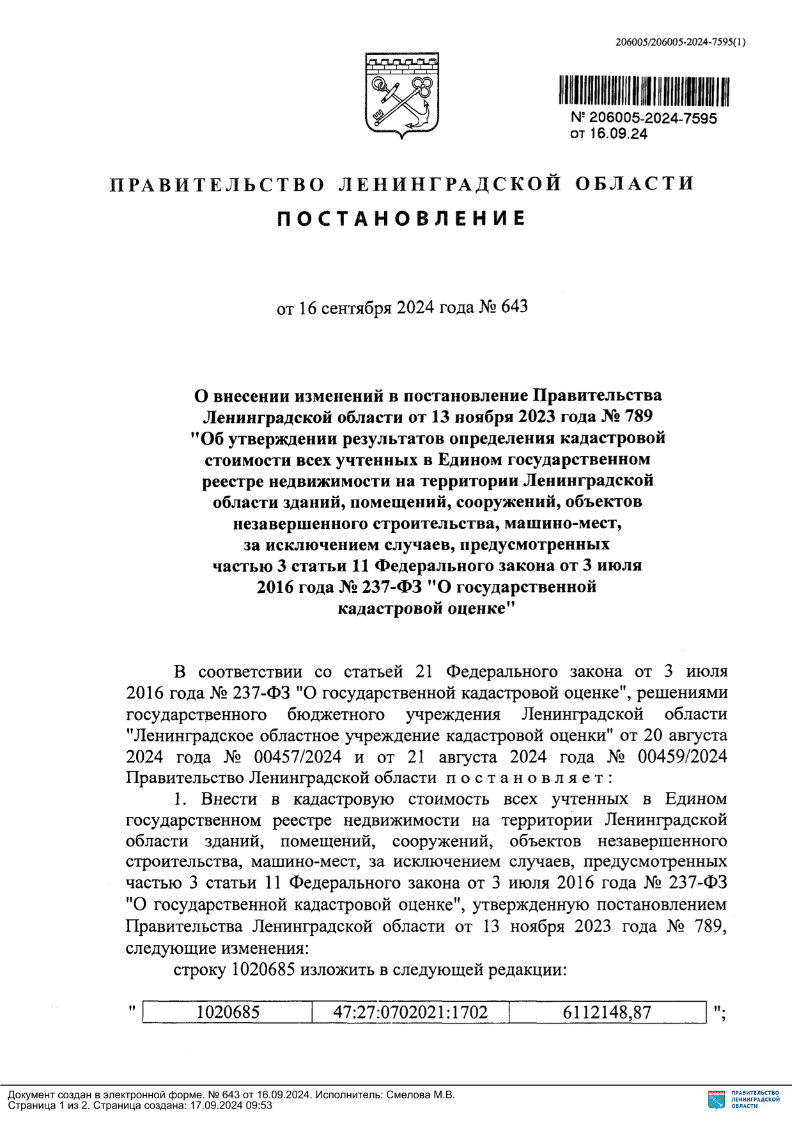 206005/206005-2024-7595(1)
№ 206005-2024-7595
от 16.09.24
ПРАВИТЕЛЬСТВО ЛЕНИНГРАДСКОЙ ОБЛАСТИ
ПОСТАНОВЛЕНИЕ
от 16 сентября 2024 года № 643
О внесении изменений в постановление Правительства
Ленинградской области от 13 ноября 2023 года № 789
"Об утверждении результатов определения кадастровой
стоимости всех учтенных в Едином государственном
реестре недвижимости на территории Ленинградской
области зданий, помещений, сооружений, объектов
незавершенного строительства, машино-мест,
за исключением случаев, предусмотренных
частью 3 статьи 11 Федерального закона от 3 июля
2016 года № 237-ФЗ "О государственной
кадастровой оценке"
В соответствии со статьей 21 Федерального закона от 3 июля
2016 года № 237-ФЗ "О государственной кадастровой оценке", решениями
государственного бюджетного учреждения Ленинградской области
"Ленинградское областное учреждение кадастровой оценки" от 20 августа
2024 года № 00457/2024 и от 21 августа 2024 года № 00459/2024
Правительство Ленинградской области п о с т а н о в л я е т :
1. Внести в кадастровую стоимость всех учтенных в Едином
государственном реестре недвижимости на территории Ленинградской
области зданий, помещений, сооружений, объектов незавершенного
строительства, машино-мест, за исключением случаев, предусмотренных
частью 3 статьи 11 Федерального закона от 3 июля 2016 года № 237-ФЗ
"О государственной кадастровой оценке", утвержденную постановлением
Правительства Ленинградской области от 13 ноября 2023 года № 789,
следующие изменения:
строку 1020685 изложить в следующей редакции:
" 1020685 47:27:0702021:1702 6112148,87 ";
Документ создан в электронной форме. № 643 от 16.09.2024. Исполнитель: Смелова М.В.
Страница 1 из 2. Страница создана: 17.09.2024 09:53
ПРАВИТЕЛЬСТВО
ЛЕНИНГРАДСКОЙ
ОБЛАСТИ